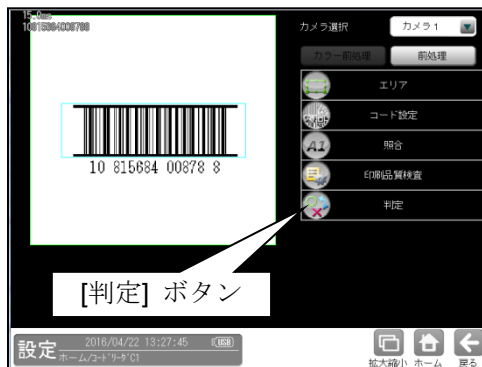 15.0ms
10815684008788
カメラ選択
カメラ1
カラー前処理
前処理
エリア
コード設定
照合
印刷品質検査
判定
10 815684 00878 8
[判定] ボタン
設定
2016/04/22 13:27:45
USB
ホーム/コードリーダC1
拡大縮小
ホーム
戻る